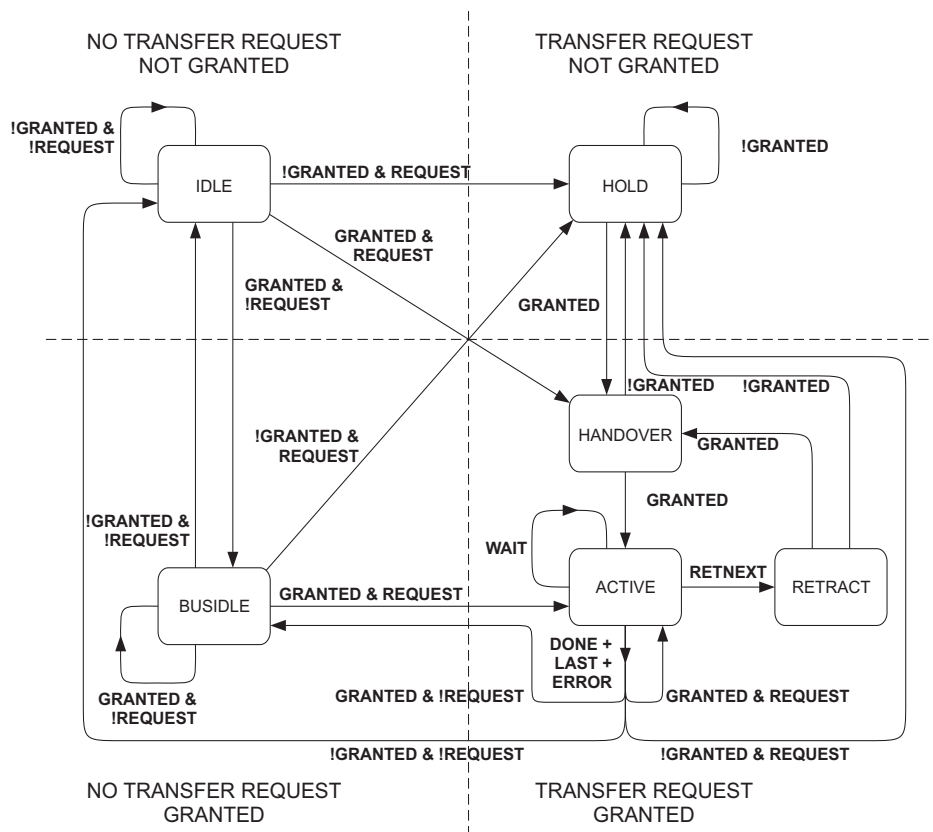 NO TRANSFER REQUEST
NOT GRANTED
TRANSFER REQUEST
NOT GRANTED
!GRANTED &
!REQUEST
IDLE
!GRANTED & REQUEST
HOLD
!GRANTED
GRANTED &
REQUEST
GRANTED &
!REQUEST
GRANTED
!GRANTED
!GRANTED
!GRANTED &
REQUEST
HANDOVER
GRANTED
GRANTED
!GRANTED &
!REQUEST
WAIT
ACTIVE
RETNEXT
RETRACT
BUSIDLE
GRANTED & REQUEST
DONE +
LAST +
ERROR
GRANTED &
!REQUEST
GRANTED & !REQUEST
GRANTED & REQUEST
!GRANTED & !REQUEST
!GRANTED & REQUEST
NO TRANSFER REQUEST
GRANTED
TRANSFER REQUEST
GRANTED